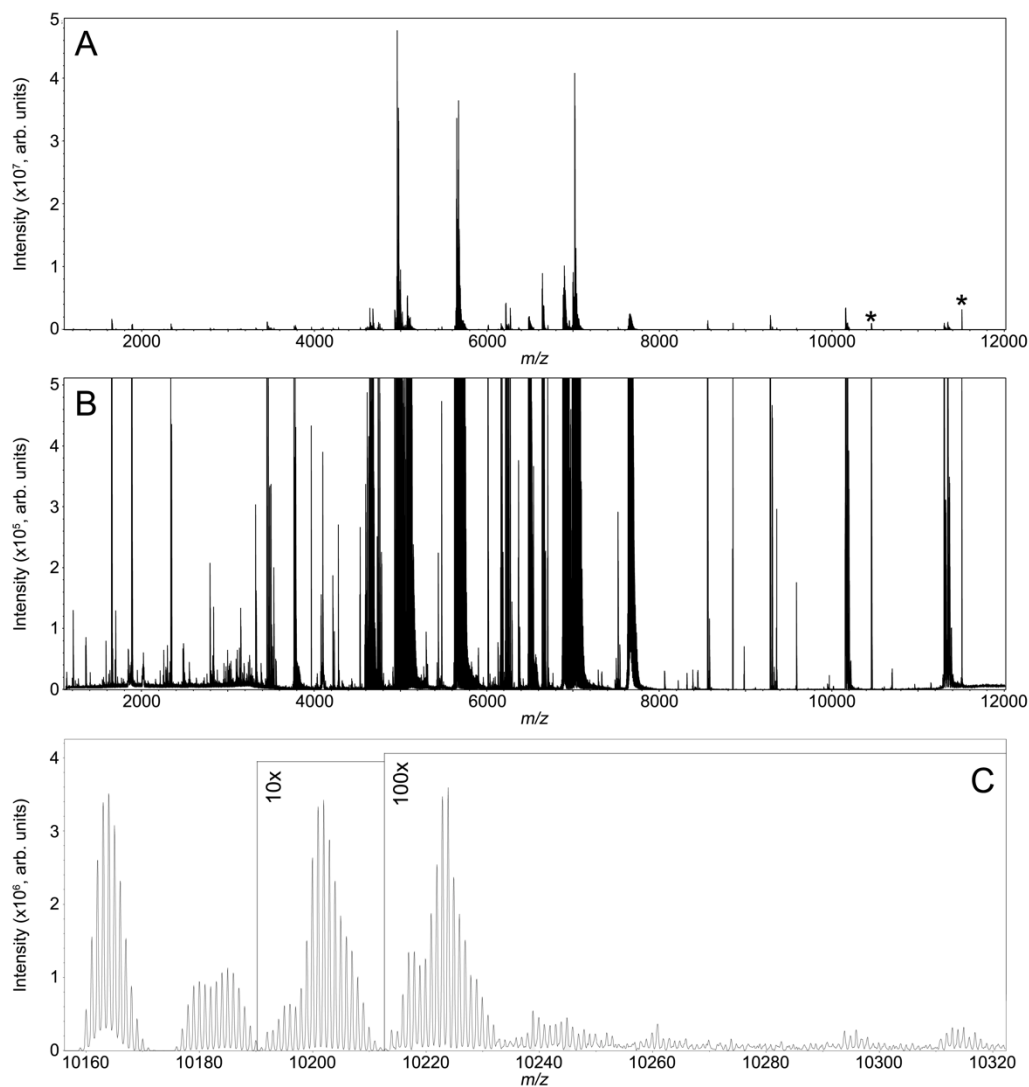 A
5
4
3
2
1
0
Intensity (x10⁷, arb. units)
*
*
2000 4000 6000 8000 10000 12000
m/z
B
5
4
3
2
1
0
Intensity (x10⁵, arb. units)
2000 4000 6000 8000 10000 12000
m/z
C
10x
100x
4
3
2
1
0
Intensity (x10⁶, arb. units)
10160 10180 10200 10220 10240 10260 10280 10300 10320
m/z